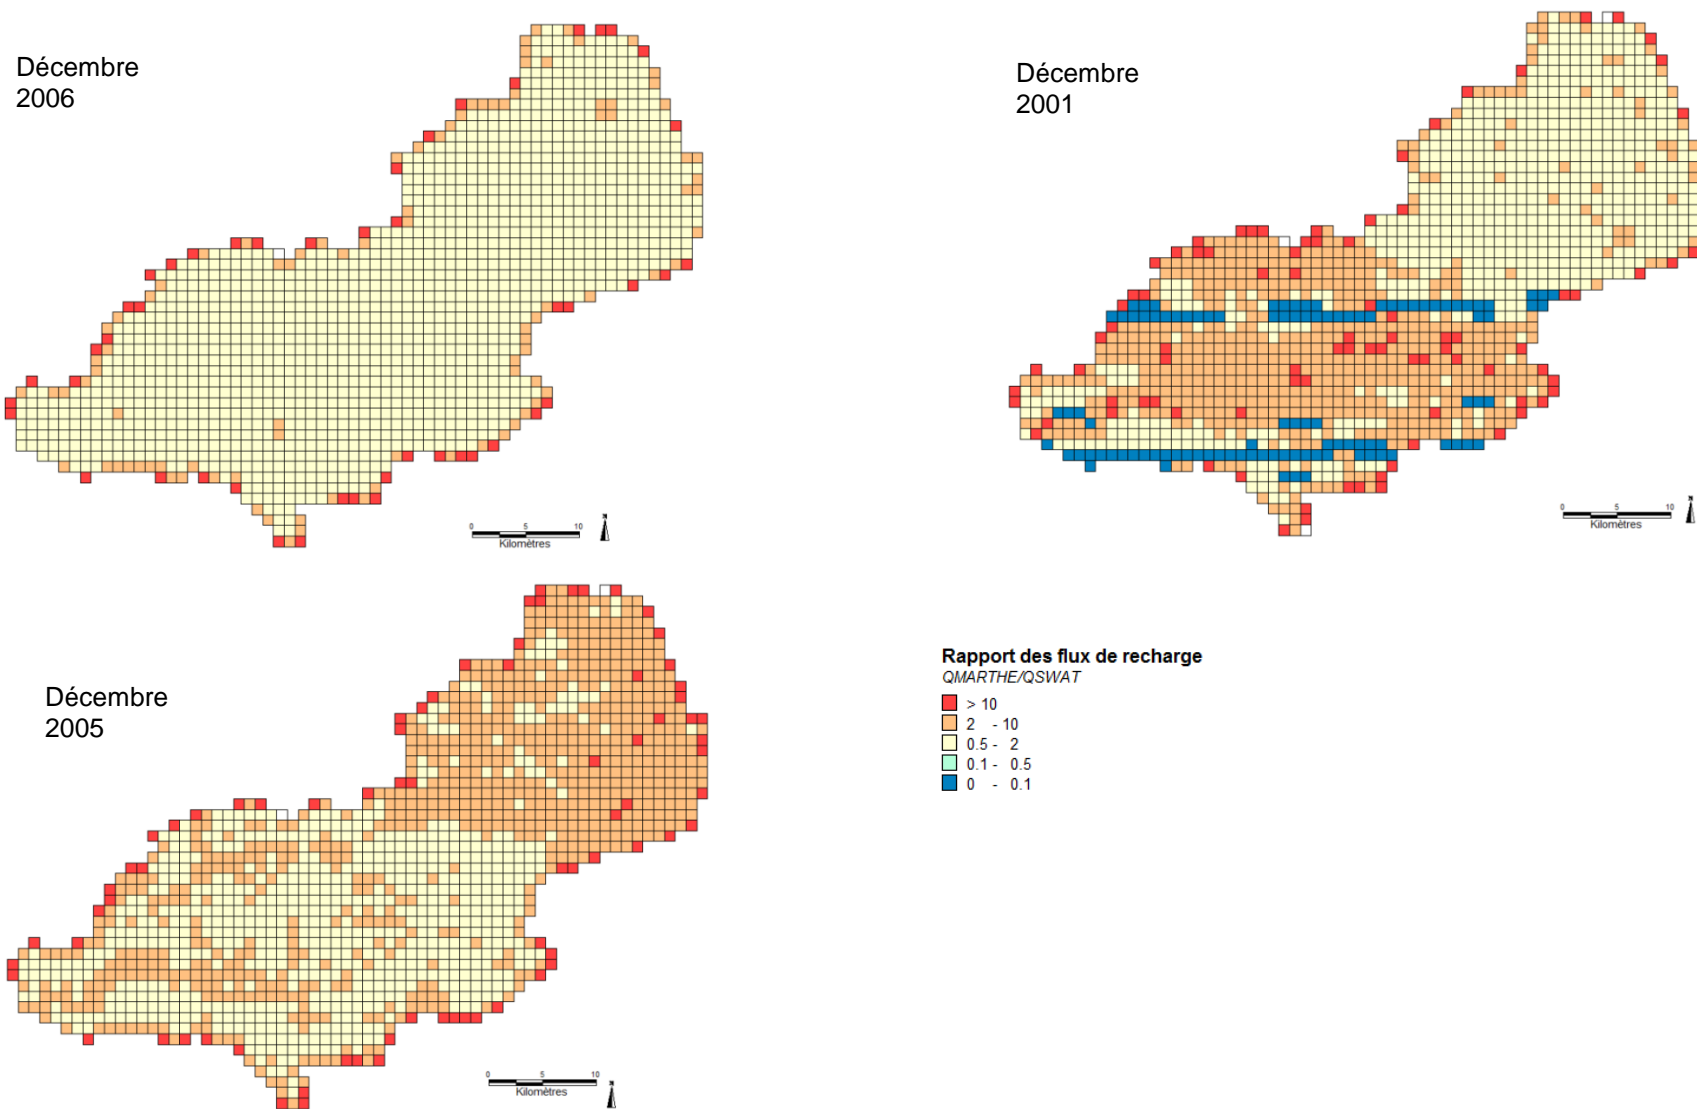 Décembre
2006
Décembre
2001
0 5 10
Kilomètres
N
0 5 10
Kilomètres
N
Décembre
2005
Rapport des flux de recharge
QMARTHE/QSWAT
> 10
2 - 10
0.5 - 2
0.1 - 0.5
0 - 0.1
0 5 10
Kilomètres
N